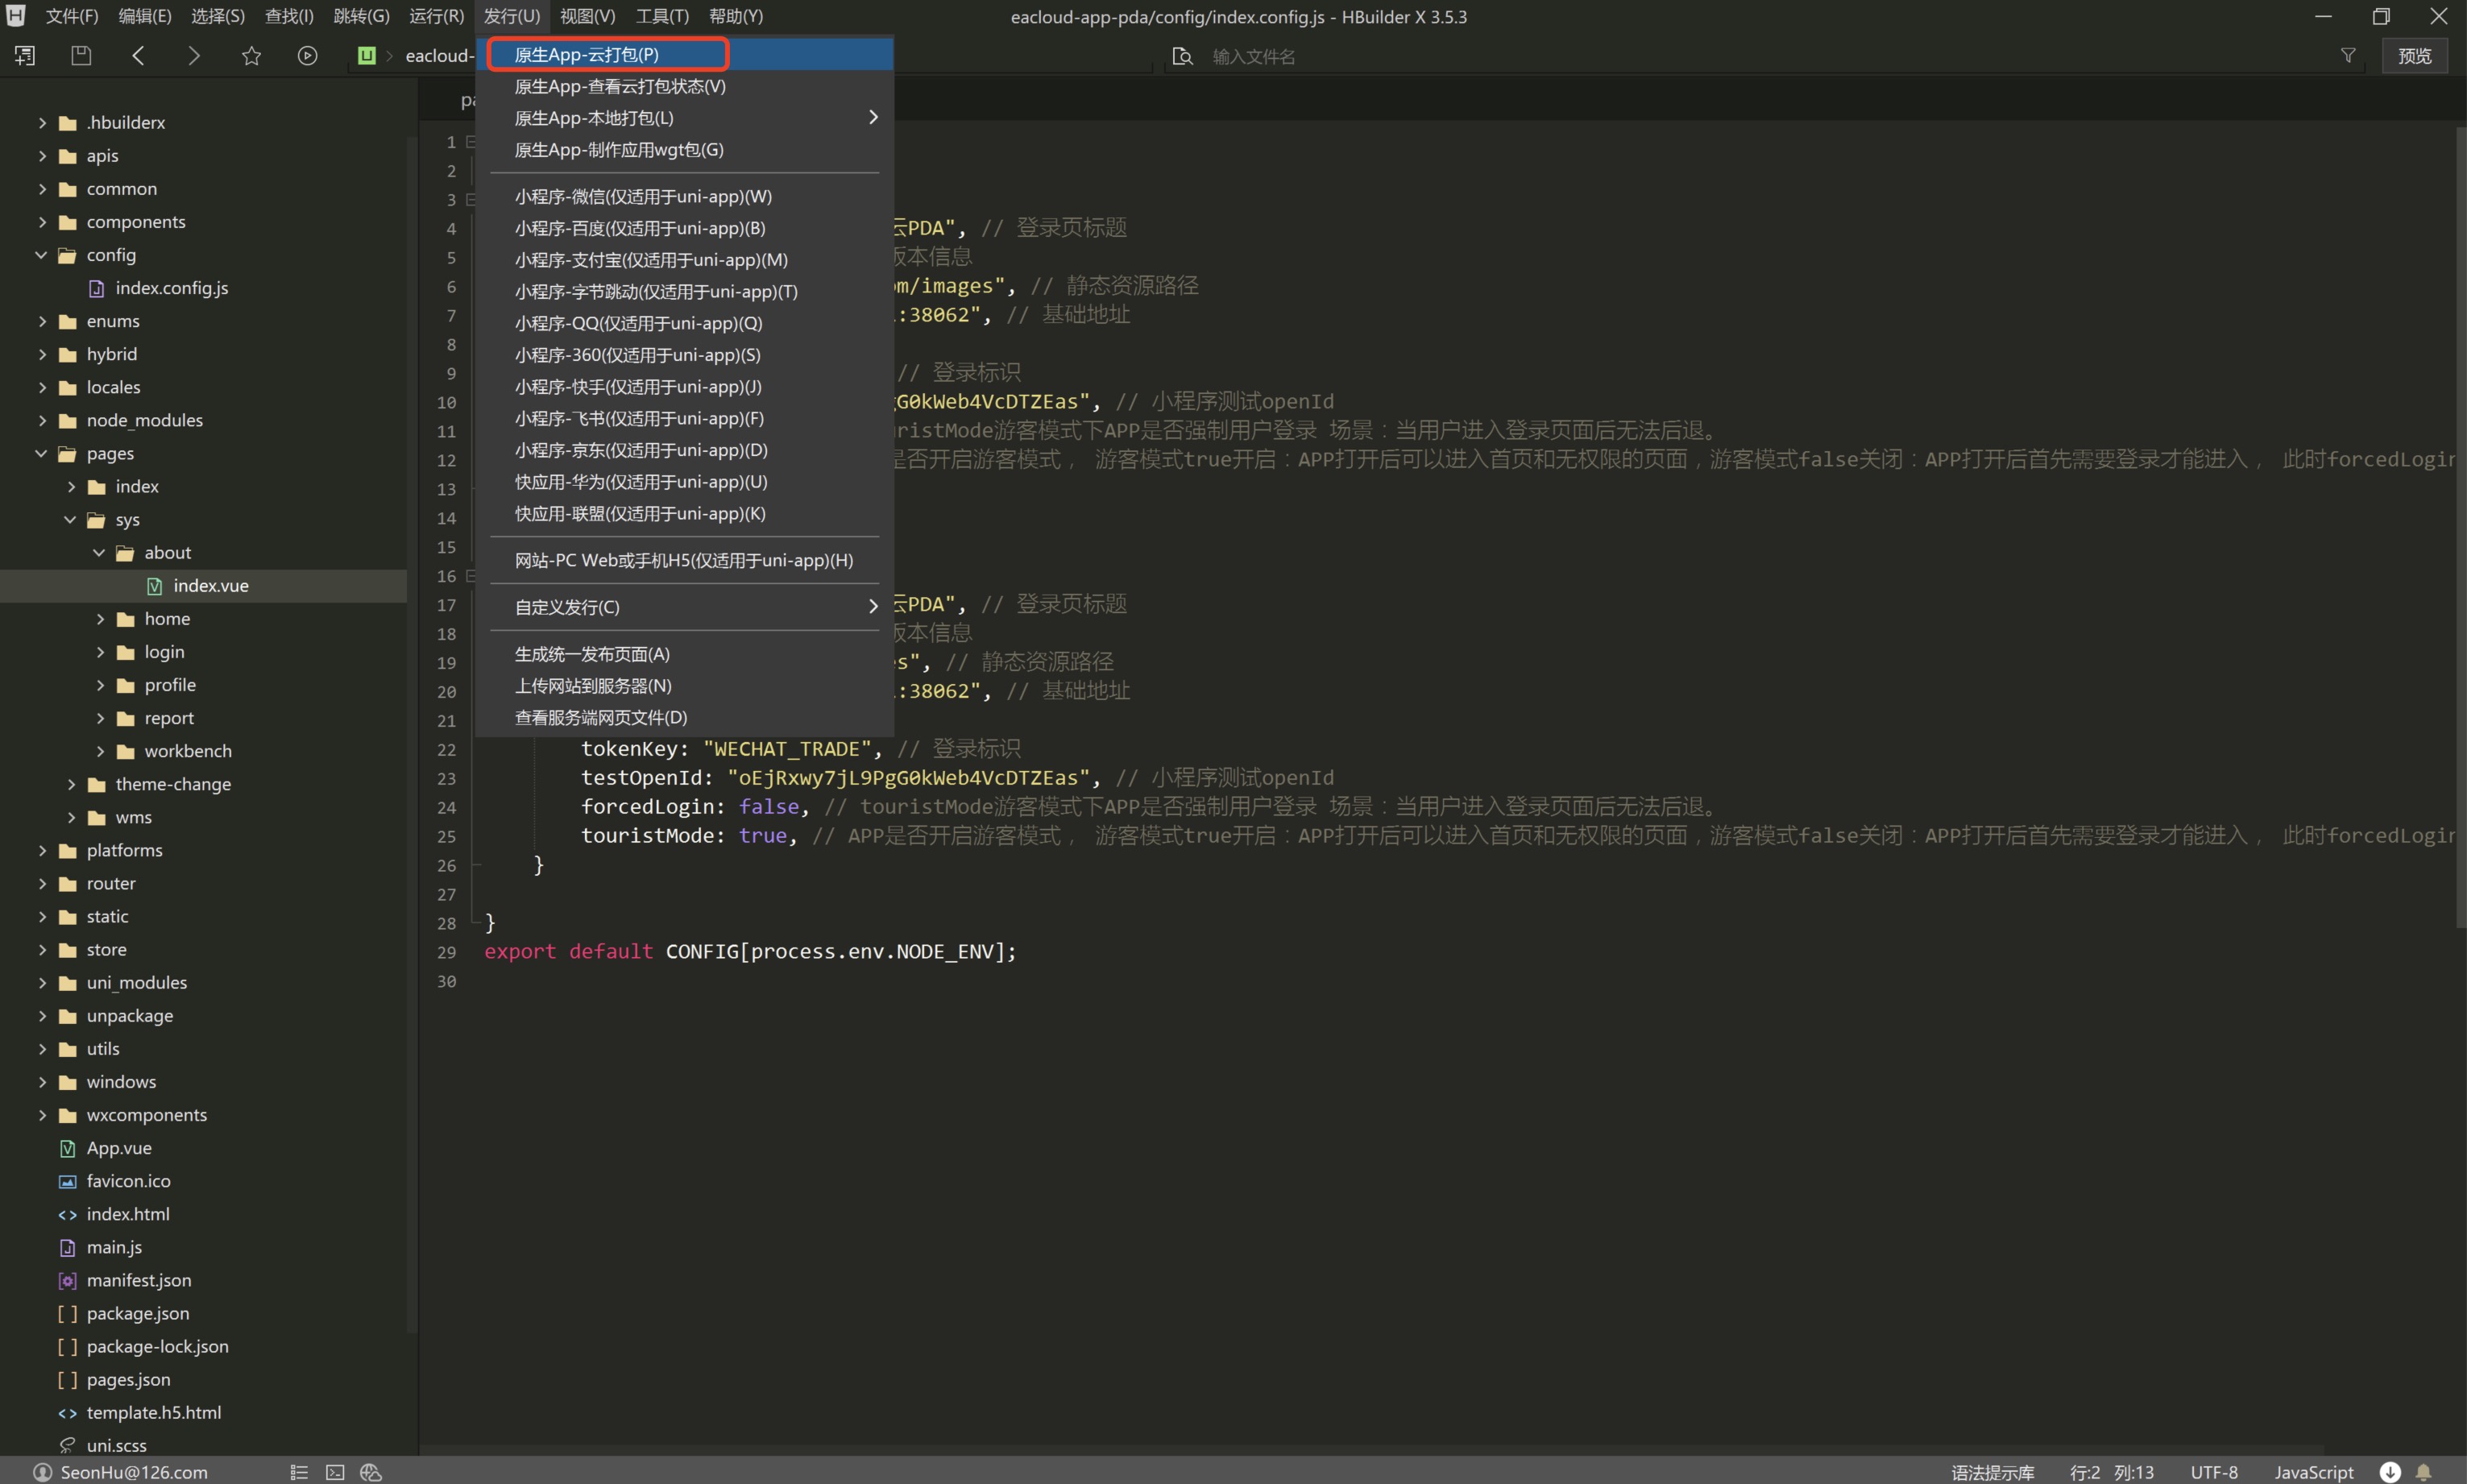 文件(F) 编辑(E) 选择(S) 查找(I) 跳转(G) 运行(R) 发行(U) 视图(V) 工具(T) 帮助(Y)
eacloud-app-pda/config/index.config.js - HBuilder X 3.5.3
eacloud-
输入文件名
预览
原生App-云打包(P)
原生App-查看云打包状态(V)
原生App-本地打包(L)
原生App-制作应用wgt包(G)
小程序-微信(仅适用于uni-app)(W)
小程序-百度(仅适用于uni-app)(B)
小程序-支付宝(仅适用于uni-app)(M)
小程序-字节跳动(仅适用于uni-app)(T)
小程序-QQ(仅适用于uni-app)(Q)
小程序-360(仅适用于uni-app)(S)
小程序-快手(仅适用于uni-app)(J)
小程序-飞书(仅适用于uni-app)(F)
小程序-京东(仅适用于uni-app)(D)
快应用-华为(仅适用于uni-app)(U)
快应用-联盟(仅适用于uni-app)(K)
网站-PC Web或手机H5(仅适用于uni-app)(H)
自定义发行(C)
生成统一发布页面(A)
上传网站到服务器(N)
查看服务端网页文件(D)
.hbuilderx
apis
common
components
config
index.config.js
enums
hybrid
locales
node_modules
pages
index
sys
about
index.vue
home
login
profile
report
workbench
theme-change
wms
platforms
router
static
store
uni_modules
unpackage
utils
windows
wxcomponents
App.vue
favicon.ico
index.html
main.js
manifest.json
package.json
package-lock.json
pages.json
template.h5.html
uni.scss
1
2
3
4 云PDA", // 登录页标题
5 版本信息
6 om/images", // 静态资源路径
7 :38062", // 基础地址
8
9 // 登录标识
10 gG0kWeb4VcDTZEas", // 小程序测试openId
11 uristMode游客模式下APP是否强制用户登录 场景：当用户进入登录页面后无法后退。
12 是否开启游客模式， 游客模式true开启：APP打开后可以进入首页和无权限的页面，游客模式false关闭：APP打开后首先需要登录才能进入， 此时forcedLogin
13
14
15
16
17 云PDA", // 登录页标题
18 版本信息
19 s", // 静态资源路径
20 :38062", // 基础地址
21
22 tokenKey: "WECHAT_TRADE", // 登录标识
23 testOpenId: "oEjRxwy7jL9PgG0kWeb4VcDTZEas", // 小程序测试openId
24 forcedLogin: false, // touristMode游客模式下APP是否强制用户登录 场景：当用户进入登录页面后无法后退。
25 touristMode: true, // APP是否开启游客模式， 游客模式true开启：APP打开后可以进入首页和无权限的页面，游客模式false关闭：APP打开后首先需要登录才能进入， 此时forcedLogin
26 }
27
28 }
29 export default CONFIG[process.env.NODE_ENV];
30
SeonHu@126.com
语法提示库 行:2 列:13 UTF-8 JavaScript